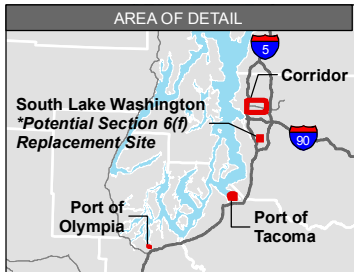 AREA OF DETAIL
5
Corridor
South Lake Washington
*Potential Section 6(f)
Replacement Site
90
Port of
Olympia
Port of
Tacoma